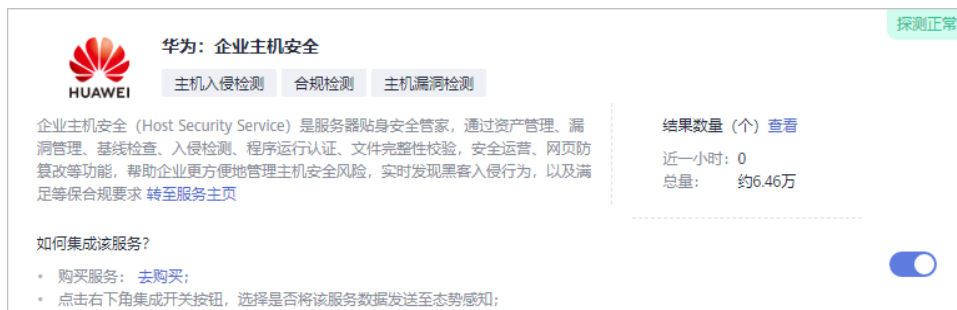 探测正常
华为：企业主机安全
HUAWEI
主机入侵检测 合规检测 主机漏洞检测
企业主机安全（Host Security Service）是服务器贴身安全管家，通过资产管理、漏
洞管理、基线检查、入侵检测、程序运行认证、文件完整性校验，安全运营、网页防
篡改等功能，帮助企业更方便地管理主机安全风险，实时发现黑客入侵行为，以及满
足等保合规要求 转至服务主页
结果数量（个）查看
近一小时：0
总量： 约6.46万
如何集成该服务？
• 购买服务： 去购买；
• 点击右下角集成开关按钮，选择是否将该服务数据发送至态势感知；